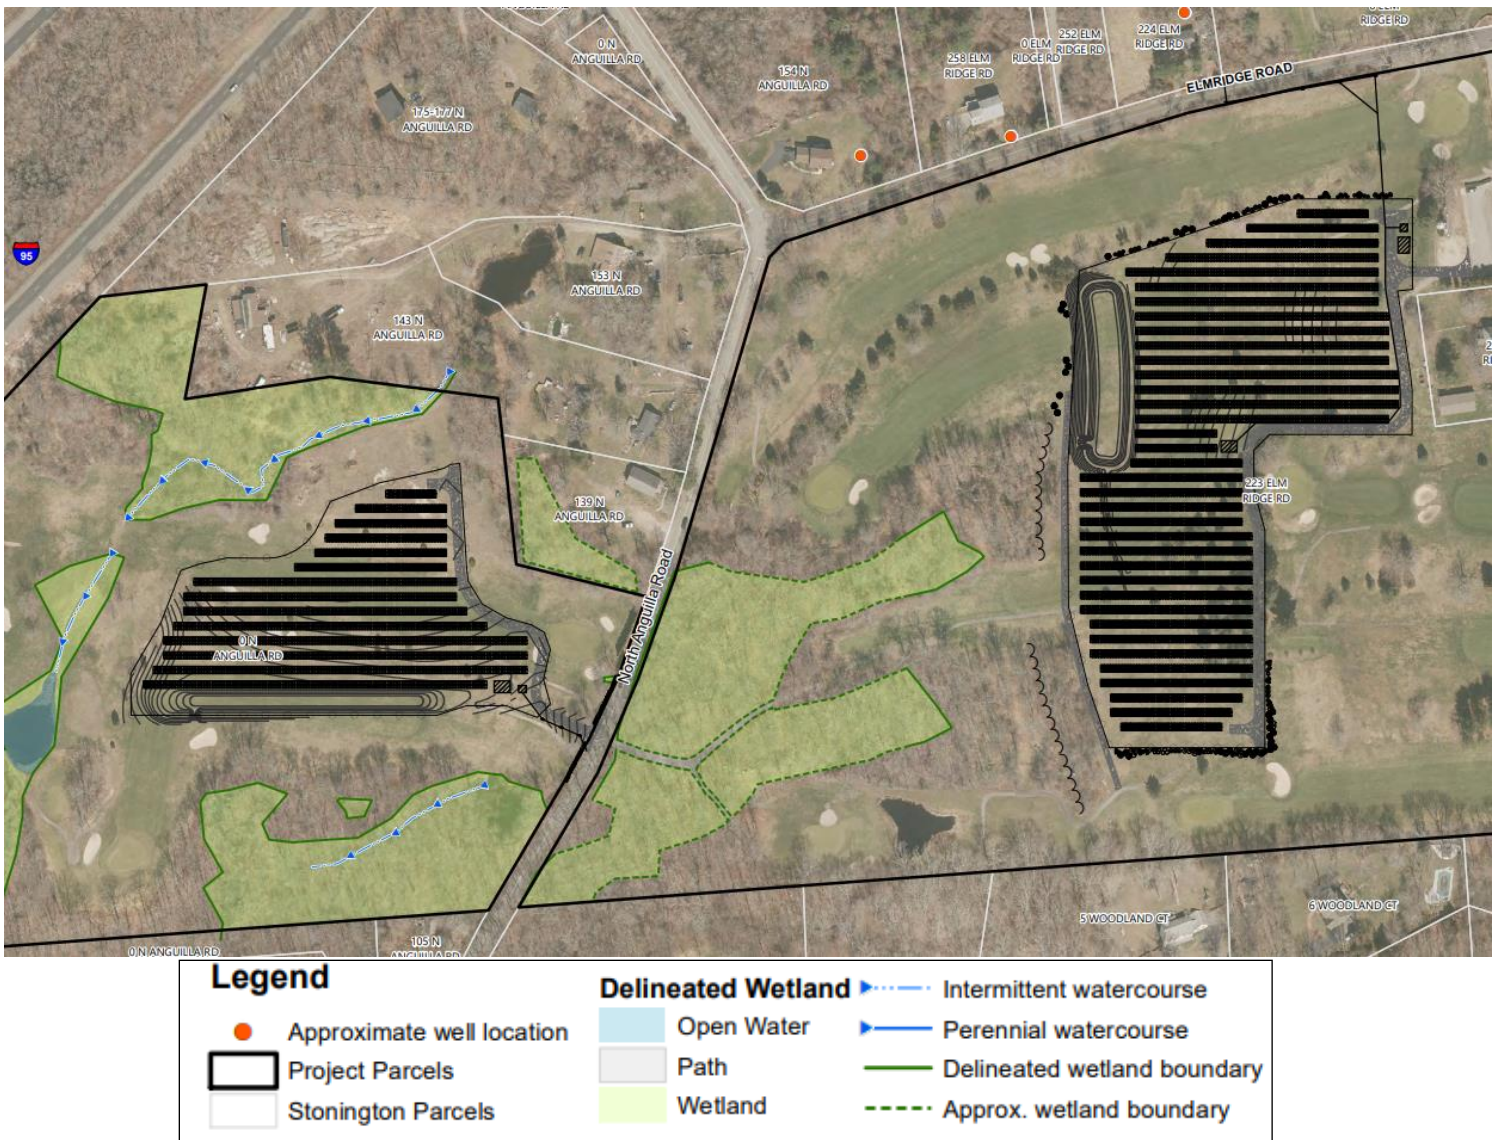 0 N
ANGUILLA RD
175-177 N
ANGUILLA RD
154 N
ANGUILLA RD
258 ELM
RIDGE RD
0 ELM
RIDGE RD
252 ELM
RIDGE RD
224 ELM
RIDGE RD
RIDGE RD
ELMRIDGE ROAD
95
153 N
ANGUILLA RD
143 N
ANGUILLA RD
139 N
ANGUILLA RD
223 ELM
RIDGE RD
0 N
ANGUILLA RD
North Anguilla Road
0 N ANGUILLA RD
105 N
ANGUILLA RD
5 WOODLAND CT
6 WOODLAND CT
Legend
Approximate well location
Project Parcels
Stonington Parcels
Delineated Wetland
Open Water
Path
Wetland
Intermittent watercourse
Perennial watercourse
Delineated wetland boundary
Approx. wetland boundary